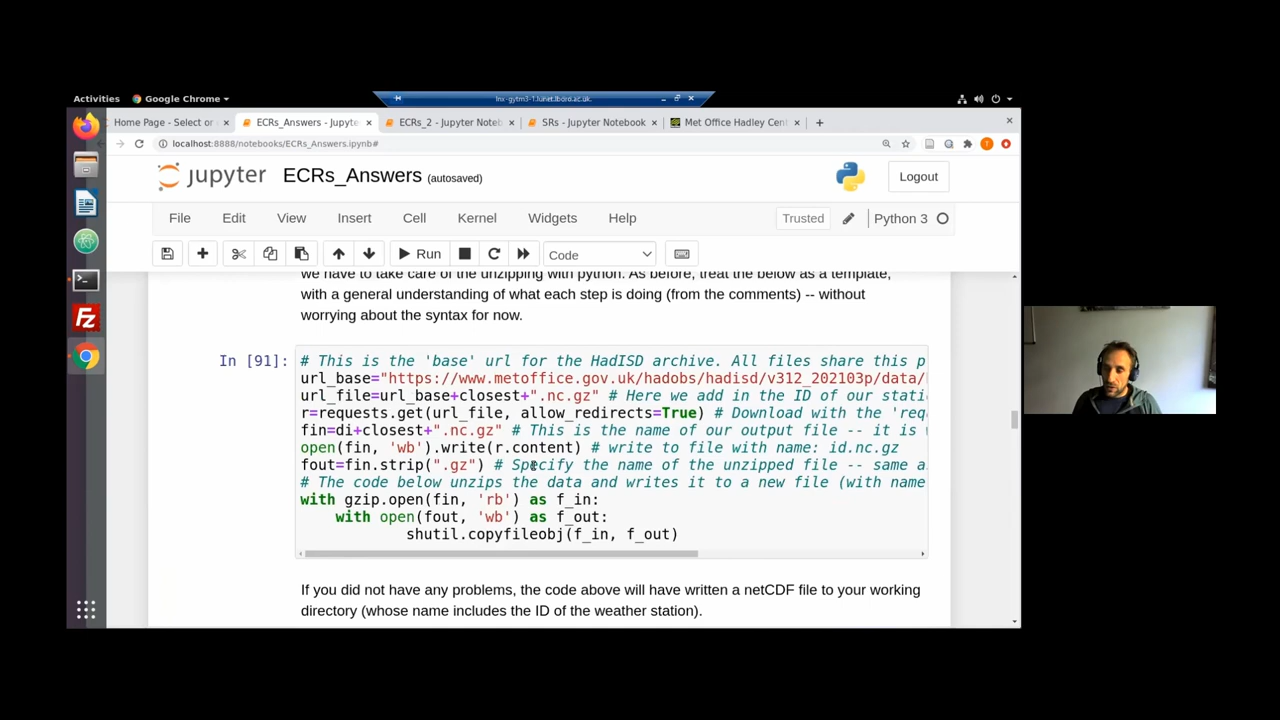 Activities Google Chrome
lnx-gytm3-1.lunet.lboro.ac.uk
Home Page - Select or
ECRs_Answers - Jupyte
ECRs_2 - Jupyter Noteb
SRs - Jupyter Notebook
Met Office Hadley Cent
localhost:8888/notebooks/ECRs_Answers.ipynb#
T
jupyter ECRs_Answers (autosaved)
Logout
File Edit View Insert Cell Kernel Widgets Help Trusted Python 3
Run Code
we have to take care of the unzipping with python. As before, treat the below as a template,
with a general understanding of what each step is doing (from the comments) -- without
worrying about the syntax for now.
In [91]:
# This is the 'base' url for the HadISD archive. All files share this p
url_base="https://www.metoffice.gov.uk/hadobs/hadisd/v312_202103p/data/
url_file=url_base+closest+".nc.gz" # Here we add in the ID of our stati
r=requests.get(url_file, allow_redirects=True) # Download with the 'req
fin=di+closest+".nc.gz" # This is the name of our output file -- it is
open(fin, 'wb').write(r.content) # write to file with name: id.nc.gz
fout=fin.strip(".gz") # Specify the name of the unzipped file -- same a
# The code below unzips the data and writes it to a new file (with name
with gzip.open(fin, 'rb') as f_in:
with open(fout, 'wb') as f_out:
shutil.copyfileobj(f_in, f_out)
If you did not have any problems, the code above will have written a netCDF file to your working
directory (whose name includes the ID of the weather station).